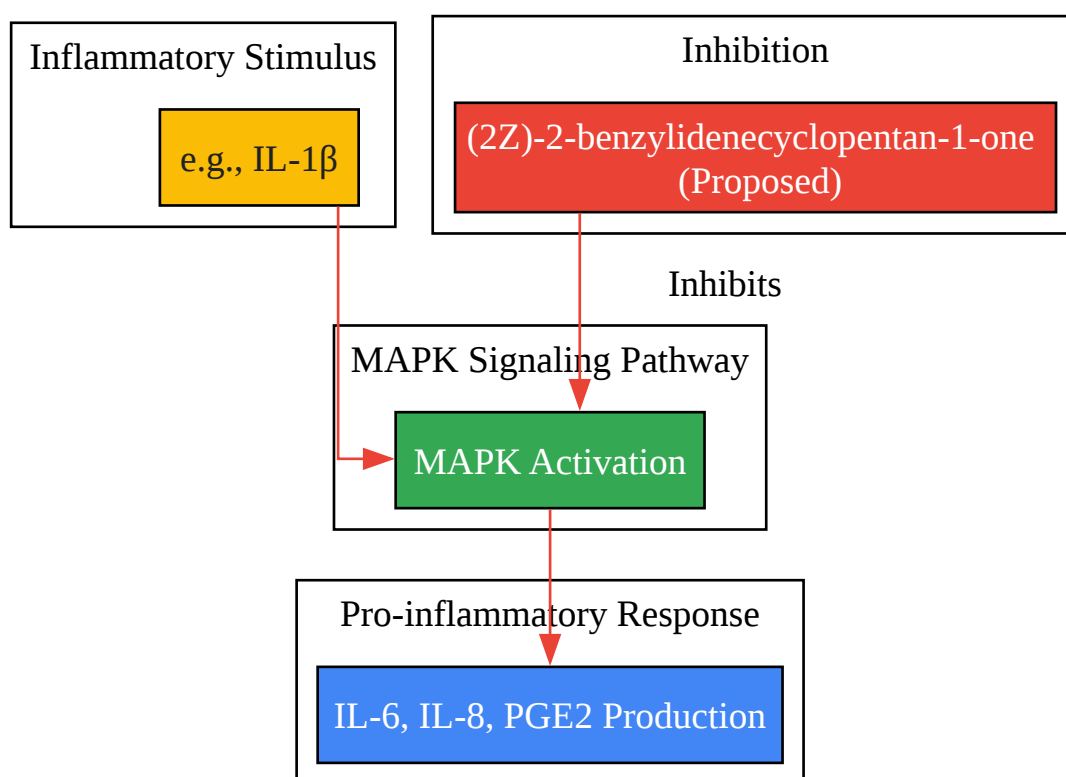 Inflammatory Stimulus
e.g., IL-1β
Inhibition
(2Z)-2-benzylidenecyclopentan-1-one
(Proposed)
Inhibits
MAPK Signaling Pathway
MAPK Activation
Pro-inflammatory Response
IL-6, IL-8, PGE2 Production